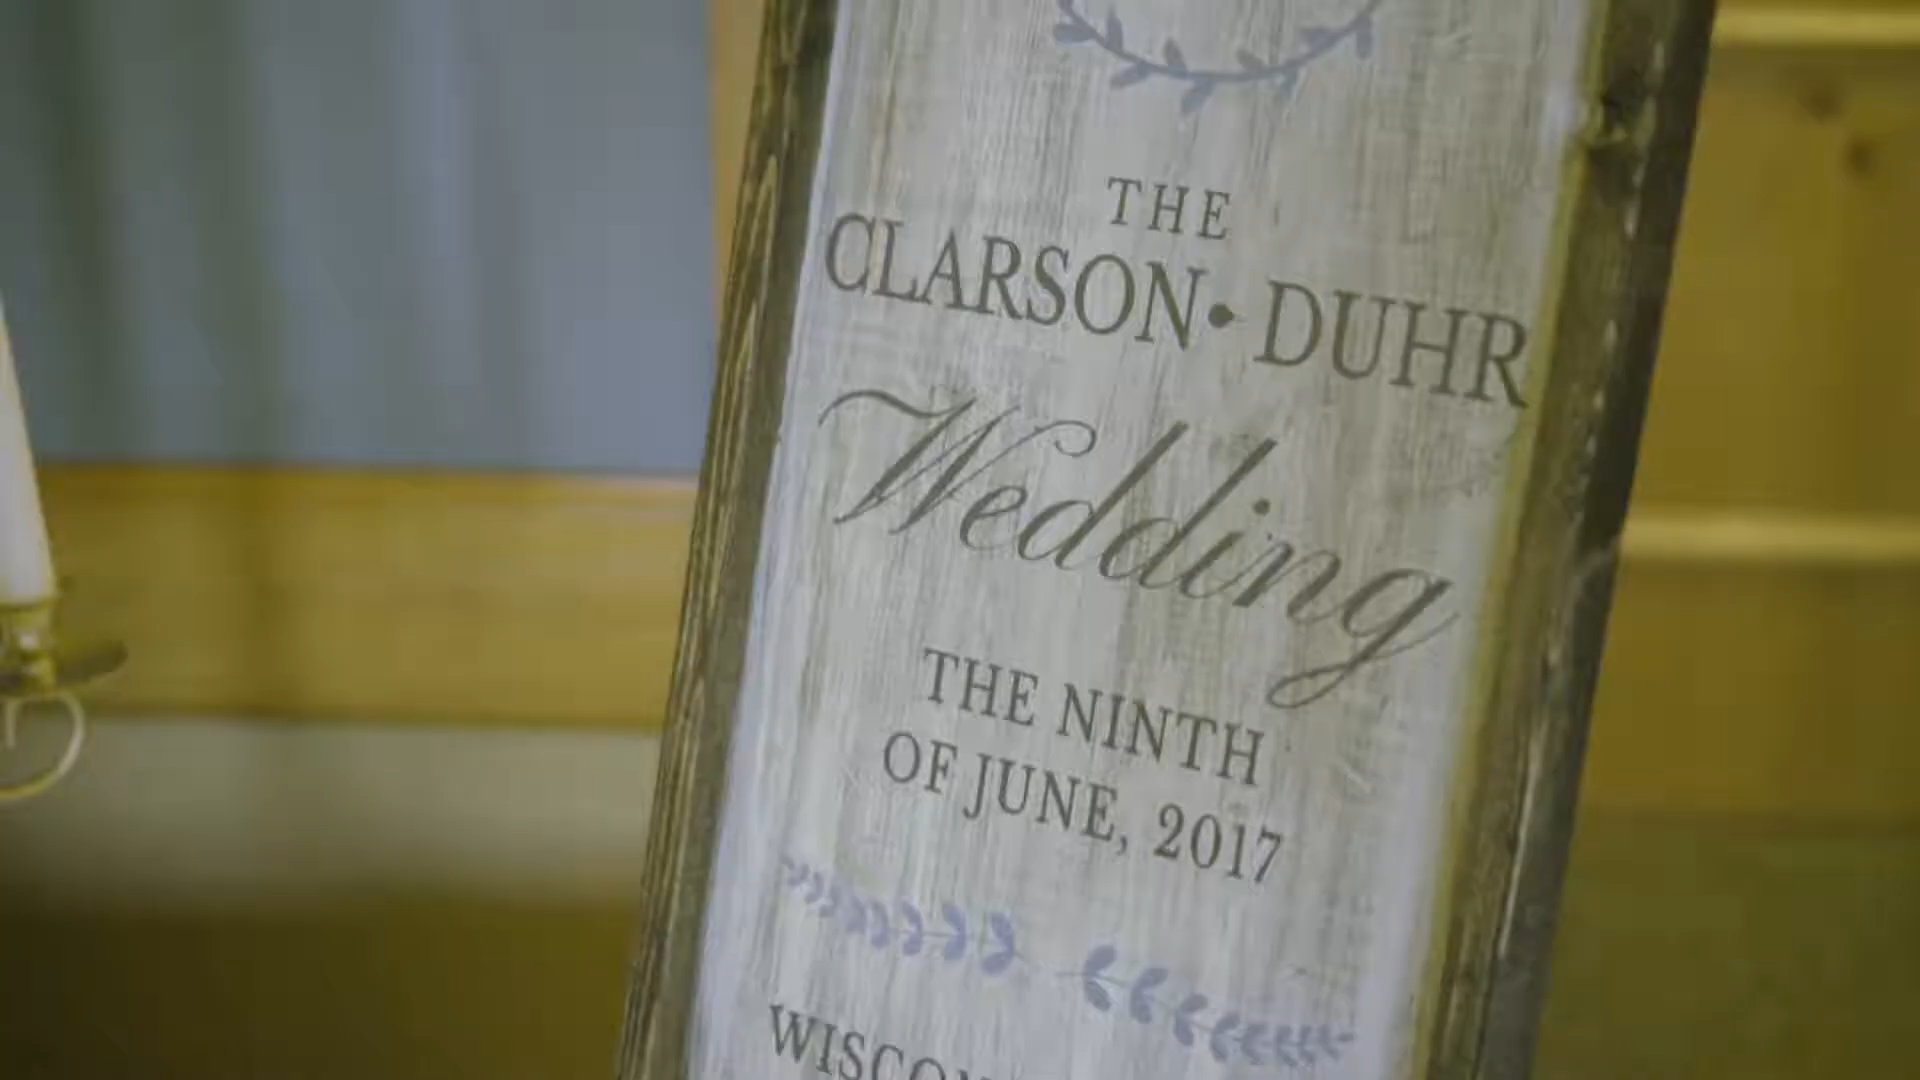 THE
CLARSON • DUHR
Wedding
THE NINTH
OF JUNE, 2017